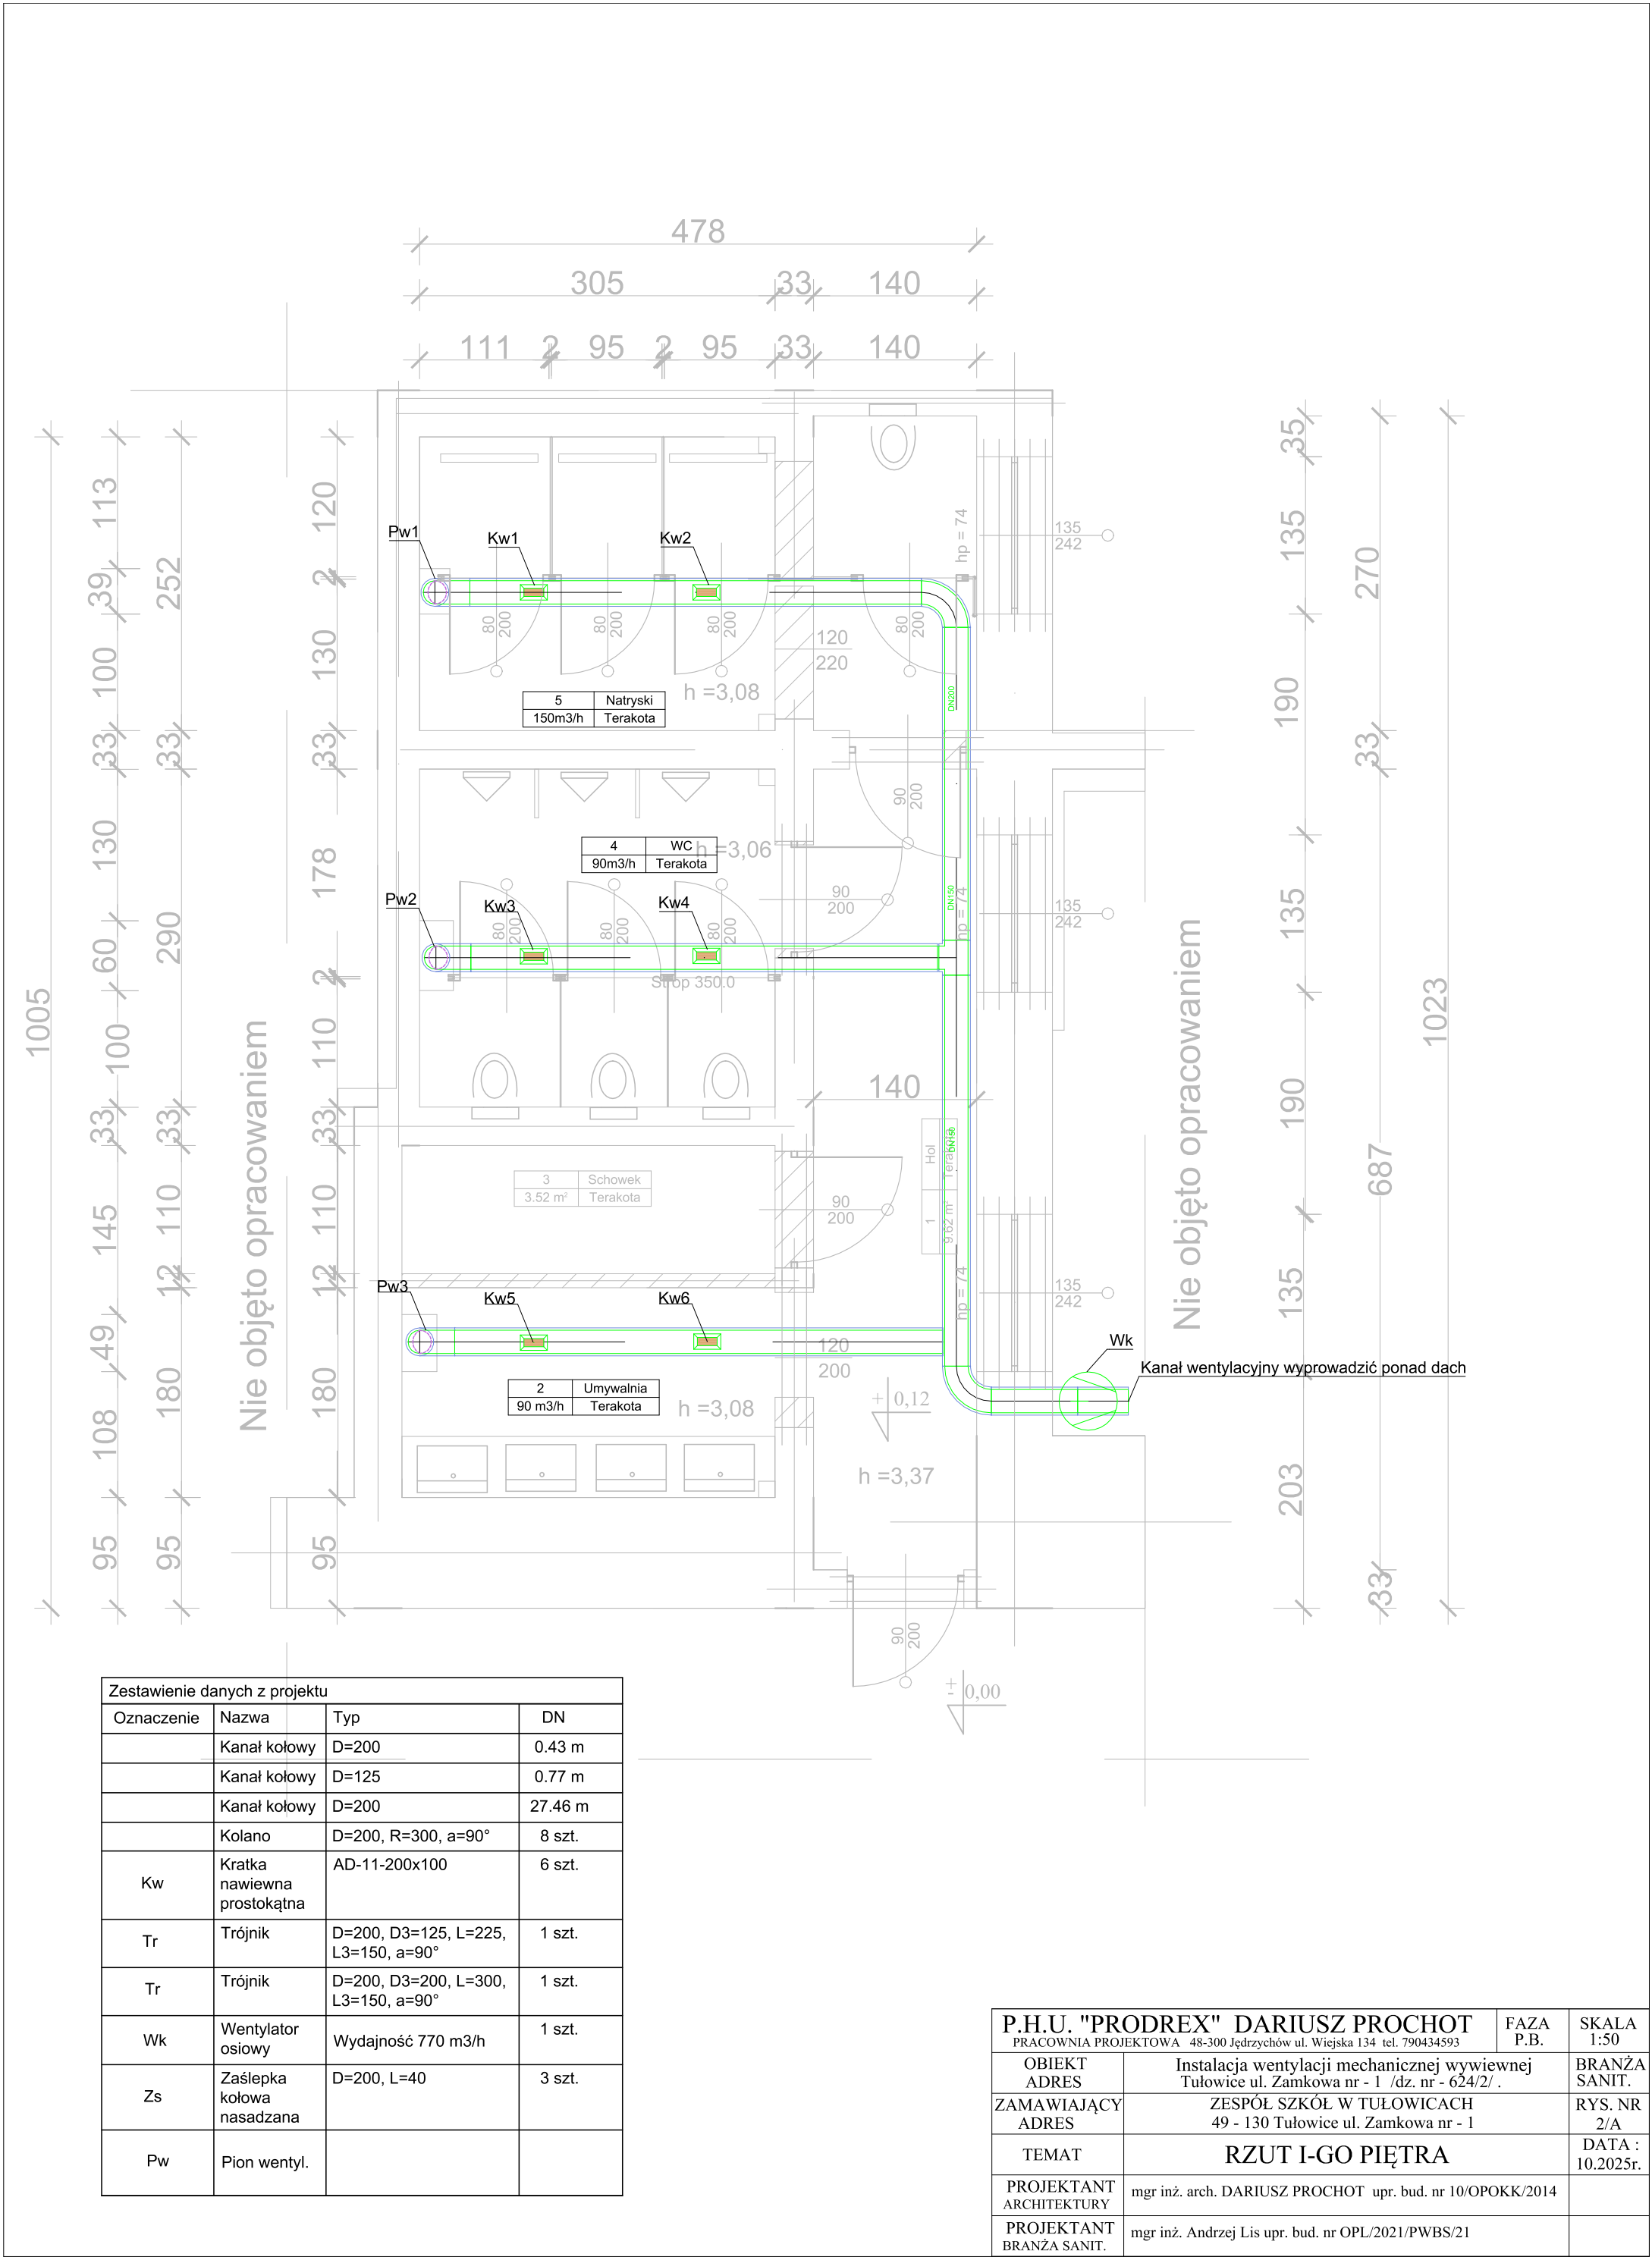 478
305 33 140
111 2 95 2 95 33 140
1005
113
39
100
33
130
60
100
33
145
12
49
108
95
252
33
290
33
110
12
180
95
120
2
130
33
178
2
110
33
110
12
180
95
Nie objęto opracowaniem
Pw1
Kw1
Kw2
80
200
80
200
80
200
80
200
hp = 74
120
220
h =3,08
5 Natryski
150m3/h Terakota
DN200
90
200
4 WC
90m3/h Terakota
h =3,06
Pw2
Kw3
Kw4
80
200
80
200
80
200
90
200
DN150
hp = 74
Strop 350.0
140
3 Schowek
3.52 m² Terakota
90
200
1 Hol
9.62 m² Terakota
DN150
hp = 74
Pw3
Kw5
Kw6
120
200
2 Umywalnia
90 m3/h Terakota
h =3,08
+ 0,12
h =3,37
90
200
± 0,00
135
242
135
242
135
242
Wk
Kanał wentylacyjny wyprowadzić ponad dach
Nie objęto opracowaniem
35
135
190
135
190
135
203
270
33
687
33
1023
Zestawienie danych z projektu
Oznaczenie Nazwa Typ DN
Kanał kołowy D=200 0.43 m
Kanał kołowy D=125 0.77 m
Kanał kołowy D=200 27.46 m
Kolano D=200, R=300, a=90° 8 szt.
Kratka AD-11-200x100 6 szt.
Kw nawiewna
prostokątna
Trójnik D=200, D3=125, L=225, 1 szt.
Tr L3=150, a=90°
Trójnik D=200, D3=200, L=300, 1 szt.
Tr L3=150, a=90°
Wentylator 1 szt.
Wk osiowy Wydajność 770 m3/h
Zaślepka D=200, L=40 3 szt.
Zs kołowa
nasadzana
Pw Pion wentyl.
P.H.U. "PRODREX" DARIUSZ PROCHOT
PRACOWNIA PROJEKTOWA 48-300 Jędrzychów ul. Wiejska 134 tel. 790434593
FAZA
P.B.
SKALA
1:50
OBIEKT
ADRES
Instalacja wentylacji mechanicznej wywiewnej
Tułowice ul. Zamkowa nr - 1 /dz. nr - 624/2/ .
BRANŻA
SANIT.
ZAMAWIAJĄCY
ADRES
ZESPÓŁ SZKÓŁ W TUŁOWICACH
49 - 130 Tułowice ul. Zamkowa nr - 1
RYS. NR
2/A
TEMAT
RZUT I-GO PIĘTRA
DATA :
10.2025r.
PROJEKTANT
ARCHITEKTURY
mgr inż. arch. DARIUSZ PROCHOT upr. bud. nr 10/OPOKK/2014
PROJEKTANT
BRANŻA SANIT.
mgr inż. Andrzej Lis upr. bud. nr OPL/2021/PWBS/21